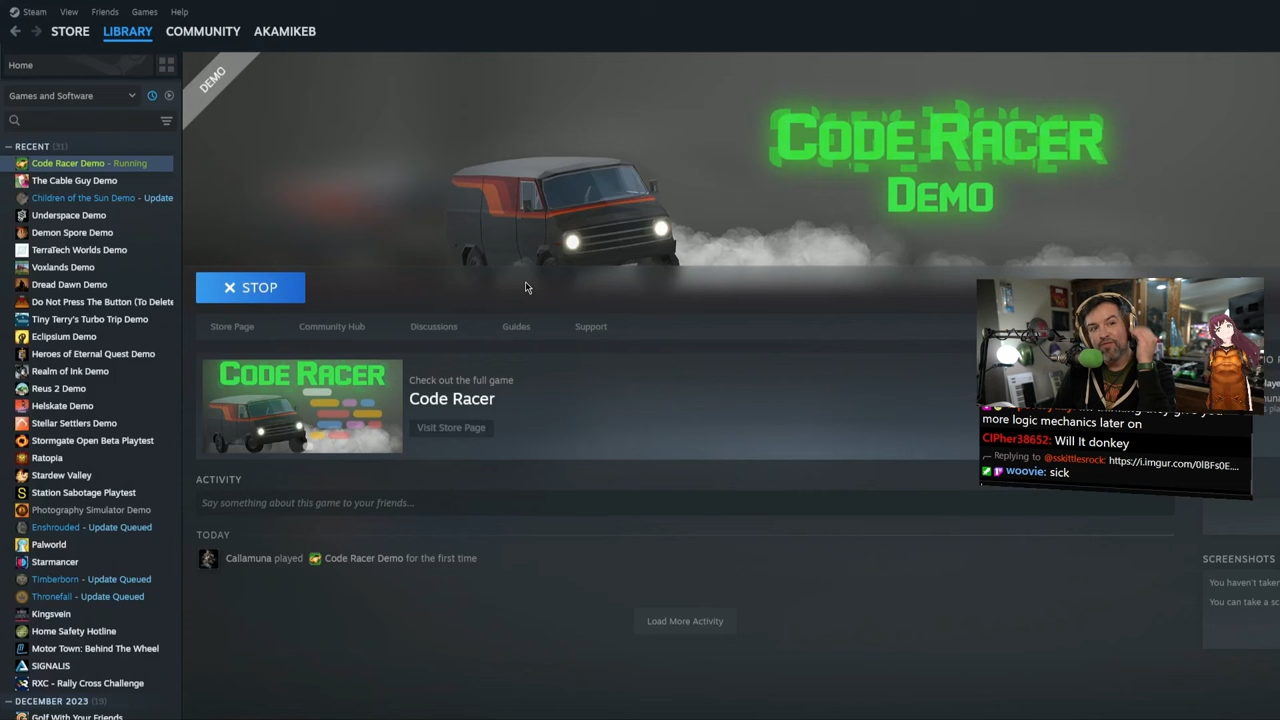 Steam View Friends Games Help
STORE LIBRARY COMMUNITY AKAMIKEB
Home
Games and Software
RECENT (31)
Code Racer Demo - Running
The Cable Guy Demo
Children of the Sun Demo - Update
Underspace Demo
Demon Spore Demo
TerraTech Worlds Demo
Voxlands Demo
Dread Dawn Demo
Do Not Press The Button (To Delete
Tiny Terry's Turbo Trip Demo
Eclipsium Demo
Heroes of Eternal Quest Demo
Realm of Ink Demo
Reus 2 Demo
Helskate Demo
Stellar Settlers Demo
Stormgate Open Beta Playtest
Ratopia
Stardew Valley
Station Sabotage Playtest
Photography Simulator Demo
Enshrouded - Update Queued
Palworld
Starmancer
Timberborn - Update Queued
Thronefall - Update Queued
Kingsvein
Home Safety Hotline
Motor Town: Behind The Wheel
SIGNALIS
RXC - Rally Cross Challenge
DECEMBER 2023 (19)
Golf With Your Friends
DEMO
CODE RACER
DEMO
STOP
Store Page Community Hub Discussions Guides Support
CODE RACER
Check out the full game
Code Racer
Visit Store Page
ACTIVITY
Say something about this game to your friends...
TODAY
Callamuna played Code Racer Demo for the first time
Load More Activity
more logic mechanics later on
CIPher38652: Will It donkey
Replying to @sskittlesrock: https://i.imgur.com/0lBFs0E....
woovie: sick
SCREENSHOTS
You haven't taken
You can take a sc